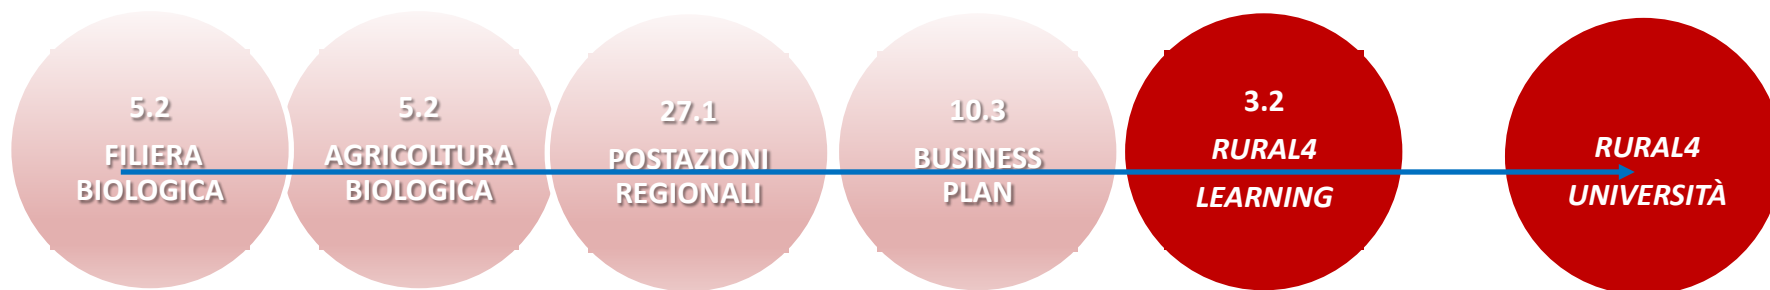 5.2
FILIERA
BIOLOGICA
5.2
AGRICOLTURA
BIOLOGICA
27.1
POSTAZIONI
REGIONALI
10.3
BUSINESS
PLAN
3.2
RURAL4
LEARNING
RURAL4
UNIVERSITÀ